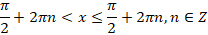 π/2 + 2πn < x ≤ π/2 + 2πn, n ∈ Z